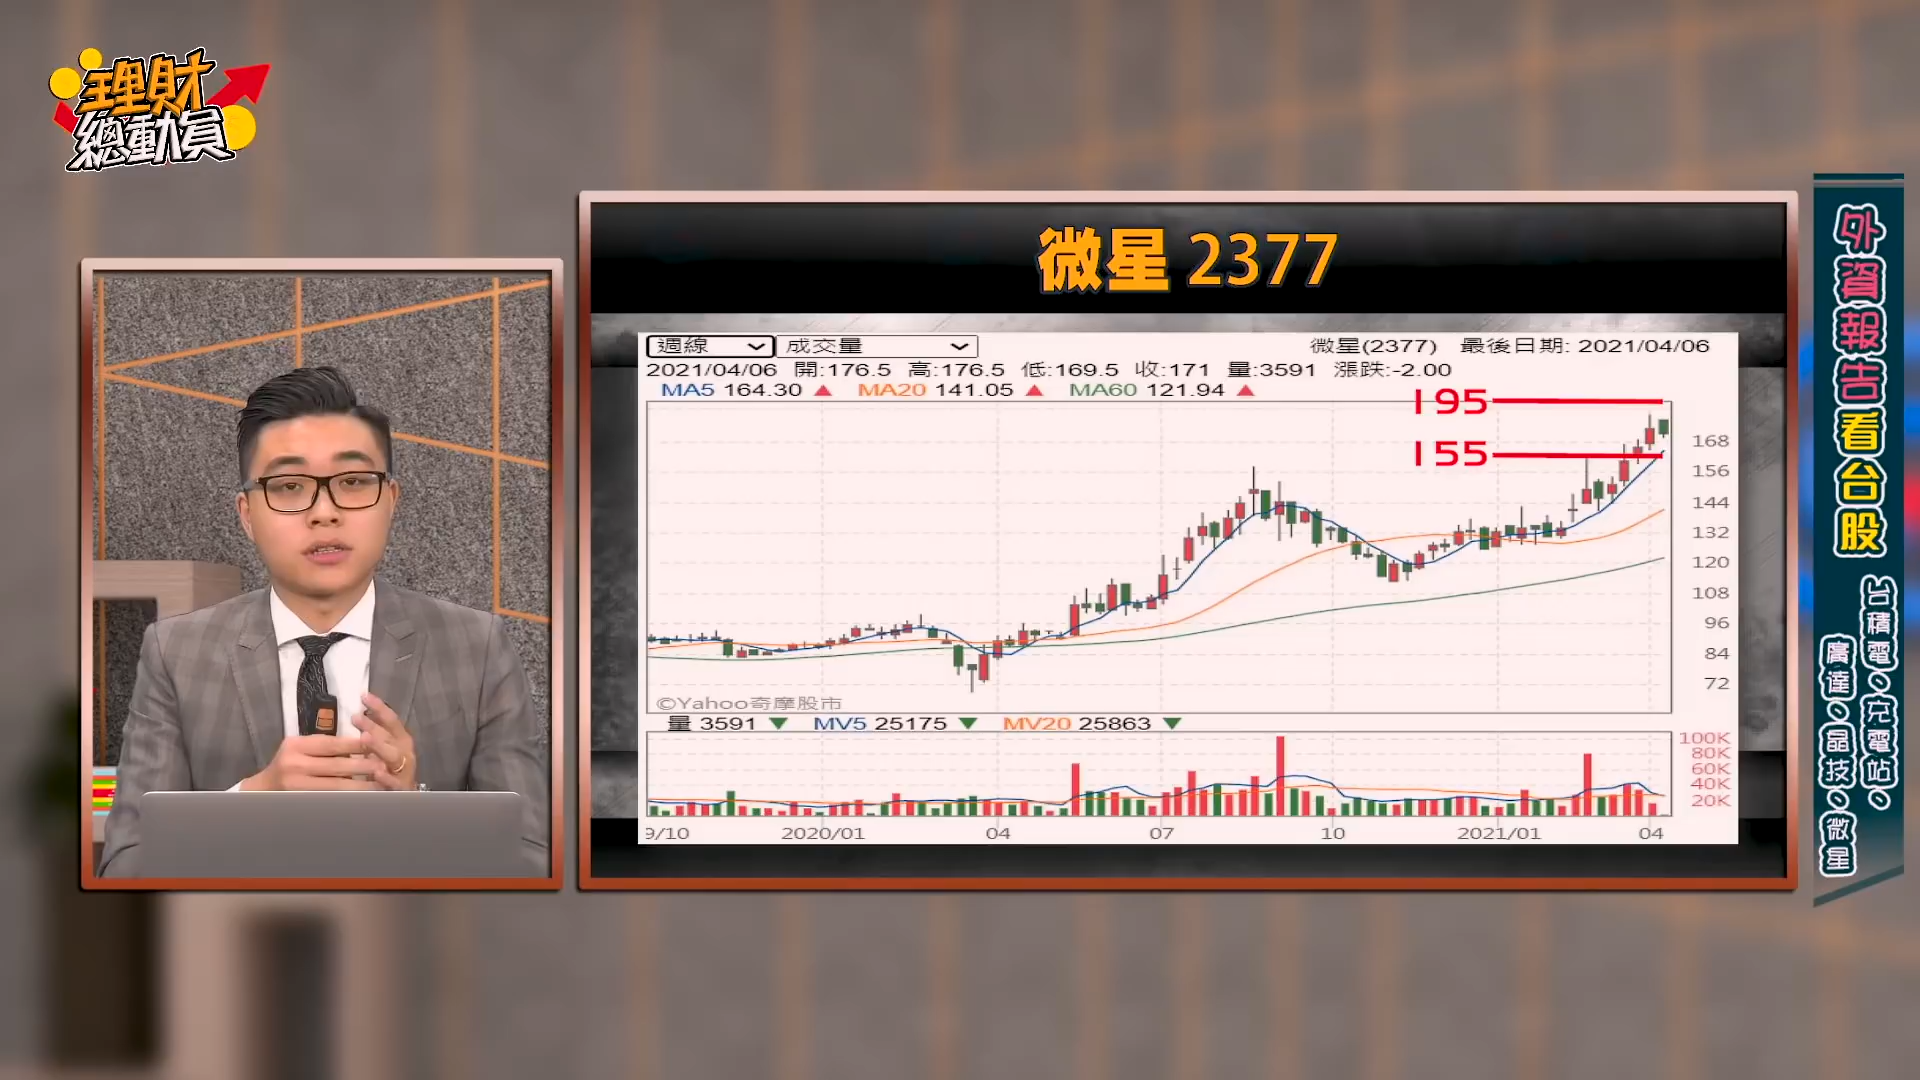 理財
總動員
微星 2377
週線 成交量 微星(2377) 最後日期: 2021/04/06
2021/04/06 開:176.5 高:176.5 低:169.5 收:171 量:3591 漲跌:-2.00
MA5 164.30 ▲ MA20 141.05 ▲ MA60 121.94 ▲
195
155
168
156
144
132
120
108
96
84
72
©Yahoo奇摩股市
量 3591 ▼ MV5 25175 ▼ MV20 25863 ▼
100K
80K
60K
40K
20K
9/10 2020/01 04 07 10 2021/01 04
外資報告看台股
台積電。充電站。
廣達。晶技。微星